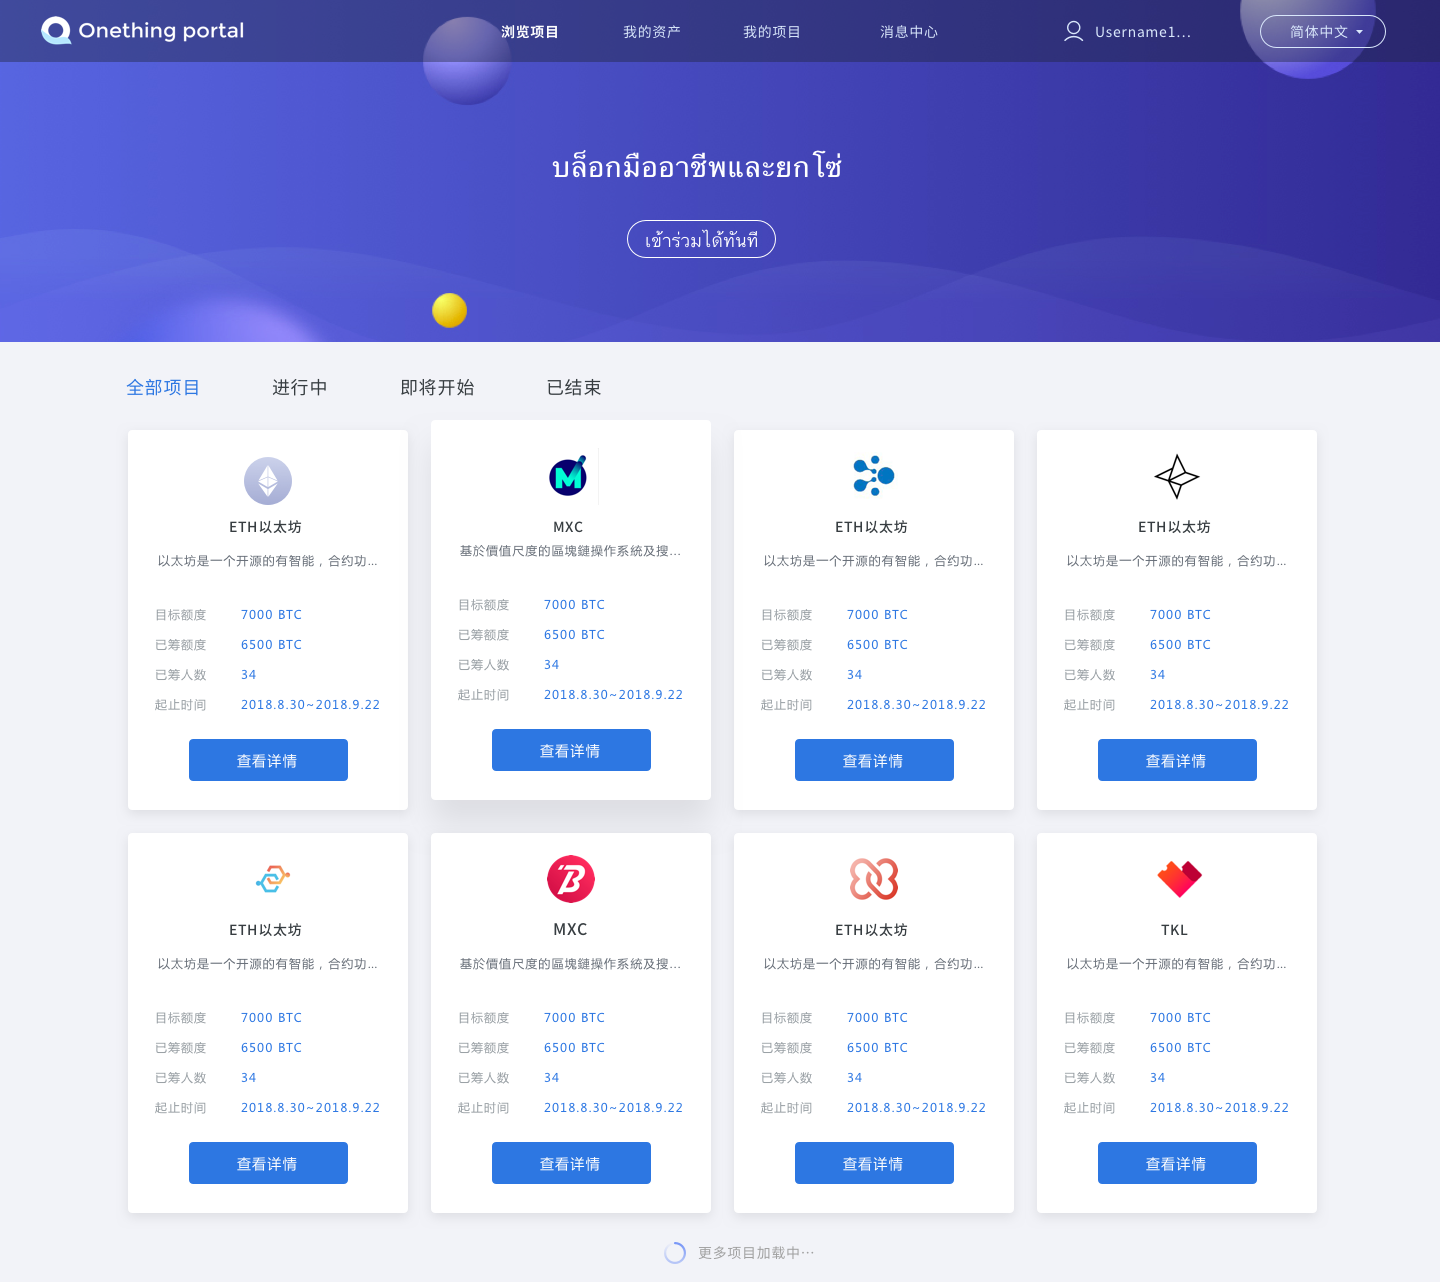 Onething portal
浏览项目
我的资产
我的项目
消息中心
Username1...
简体中文
บล็อกมืออาชีพและยกโซ่
เข้าร่วมได้ทันที
全部项目
进行中
即将开始
已结束
ETH以太坊
以太坊是一个开源的有智能，合约功...
目标额度 7000 BTC
已筹额度 6500 BTC
已筹人数 34
起止时间 2018.8.30~2018.9.22
查看详情
MXC
基於價值尺度的區塊鏈操作系統及搜...
目标额度 7000 BTC
已筹额度 6500 BTC
已筹人数 34
起止时间 2018.8.30~2018.9.22
查看详情
ETH以太坊
以太坊是一个开源的有智能，合约功...
目标额度 7000 BTC
已筹额度 6500 BTC
已筹人数 34
起止时间 2018.8.30~2018.9.22
查看详情
ETH以太坊
以太坊是一个开源的有智能，合约功...
目标额度 7000 BTC
已筹额度 6500 BTC
已筹人数 34
起止时间 2018.8.30~2018.9.22
查看详情
ETH以太坊
以太坊是一个开源的有智能，合约功...
目标额度 7000 BTC
已筹额度 6500 BTC
已筹人数 34
起止时间 2018.8.30~2018.9.22
查看详情
MXC
基於價值尺度的區塊鏈操作系統及搜...
目标额度 7000 BTC
已筹额度 6500 BTC
已筹人数 34
起止时间 2018.8.30~2018.9.22
查看详情
ETH以太坊
以太坊是一个开源的有智能，合约功...
目标额度 7000 BTC
已筹额度 6500 BTC
已筹人数 34
起止时间 2018.8.30~2018.9.22
查看详情
TKL
以太坊是一个开源的有智能，合约功...
目标额度 7000 BTC
已筹额度 6500 BTC
已筹人数 34
起止时间 2018.8.30~2018.9.22
查看详情
更多项目加载中...